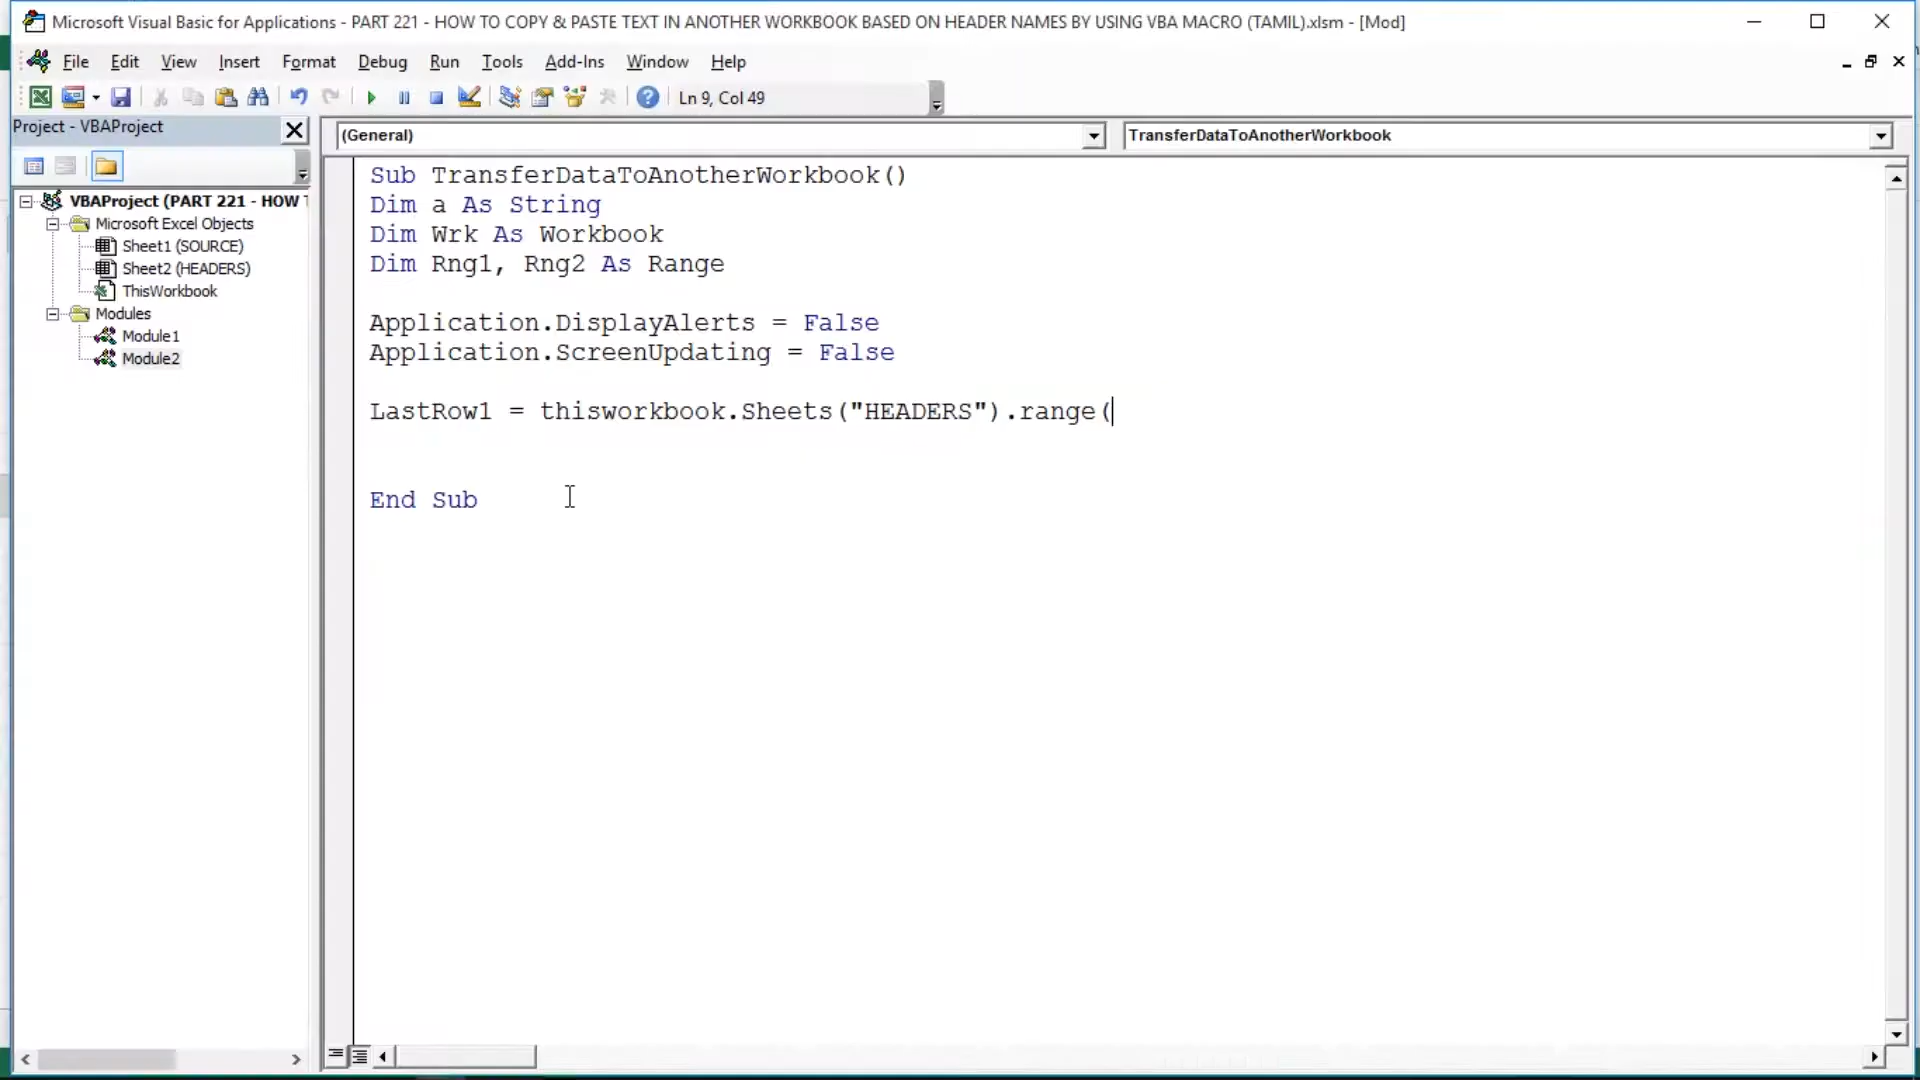 Microsoft Visual Basic for Applications - PART 221 - HOW TO COPY & PASTE TEXT IN ANOTHER WORKBOOK BASED ON HEADER NAMES BY USING VBA MACRO (TAMIL).xlsm - [Mod]
File Edit View Insert Format Debug Run Tools Add-Ins Window Help
Ln 9, Col 49
Project - VBAProject
(General)
TransferDataToAnotherWorkbook
VBAProject (PART 221 - HOW
Microsoft Excel Objects
Sheet1 (SOURCE)
Sheet2 (HEADERS)
ThisWorkbook
Modules
Module1
Module2
Sub TransferDataToAnotherWorkbook()
Dim a As String
Dim Wrk As Workbook
Dim Rng1, Rng2 As Range
Application.DisplayAlerts = False
Application.ScreenUpdating = False
LastRow1 = thisworkbook.Sheets("HEADERS").range(
End Sub